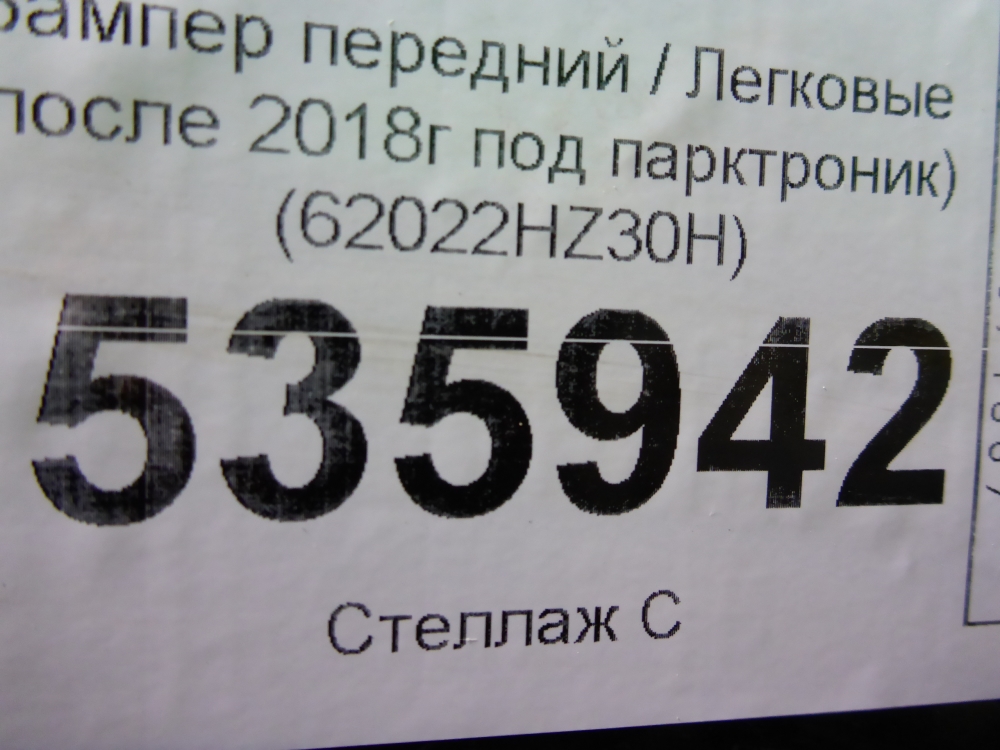 Бампер передний / Легковые
после 2018г под парктроник)
(62022HZ30H)
535942
Стеллаж С